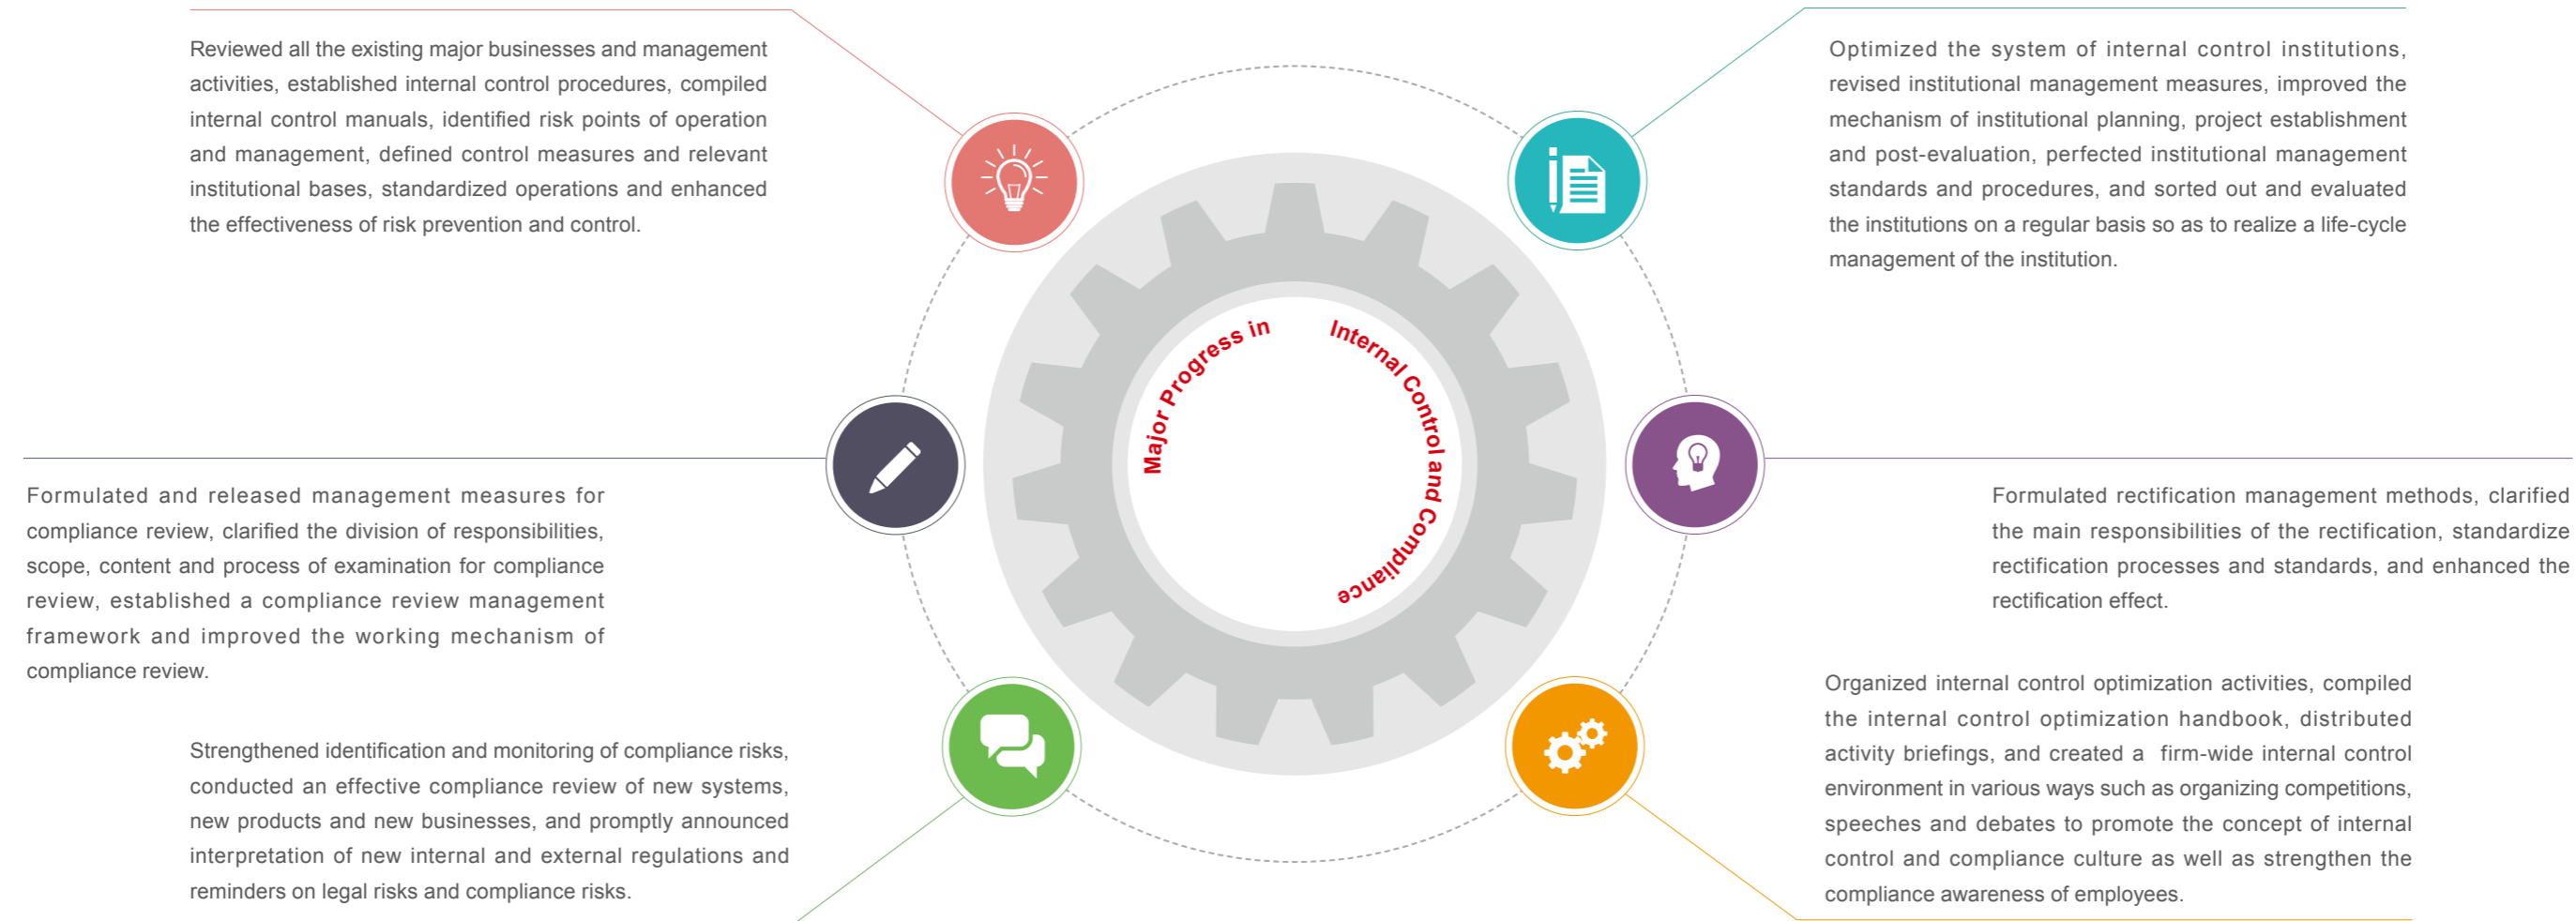 Reviewed all the existing major businesses and management
activities, established internal control procedures, compiled
internal control manuals, identified risk points of operation
and management, defined control measures and relevant
institutional bases, standardized operations and enhanced
the effectiveness of risk prevention and control.
Optimized the system of internal control institutions,
revised institutional management measures, improved the
mechanism of institutional planning, project establishment
and post-evaluation, perfected institutional management
standards and procedures, and sorted out and evaluated
the institutions on a regular basis so as to realize a life-cycle
management of the institution.
Major Progress in
Internal Control and Compliance
Formulated and released management measures for
compliance review, clarified the division of responsibilities,
scope, content and process of examination for compliance
review, established a compliance review management
framework and improved the working mechanism of
compliance review.
Formulated rectification management methods, clarified
the main responsibilities of the rectification, standardize
rectification processes and standards, and enhanced the
rectification effect.
Strengthened identification and monitoring of compliance risks,
conducted an effective compliance review of new systems,
new products and new businesses, and promptly announced
interpretation of new internal and external regulations and
reminders on legal risks and compliance risks.
Organized internal control optimization activities, compiled
the internal control optimization handbook, distributed
activity briefings, and created a firm-wide internal control
environment in various ways such as organizing competitions,
speeches and debates to promote the concept of internal
control and compliance culture as well as strengthen the
compliance awareness of employees.